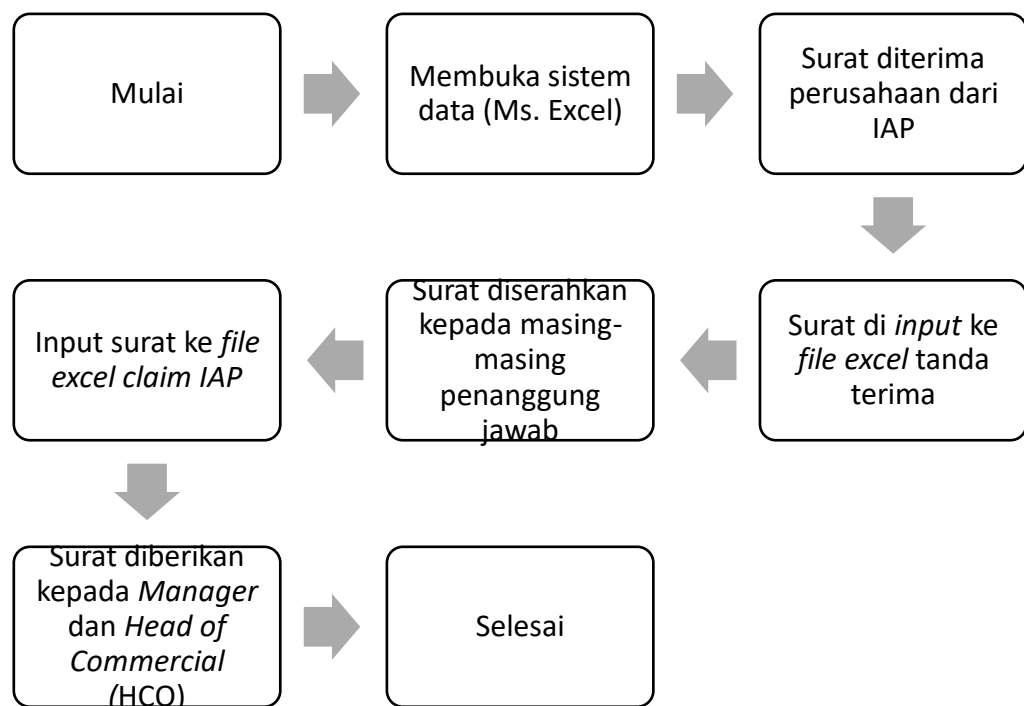 Mulai
Membuka sistem
data (Ms. Excel)
Surat diterima
perusahaan dari
IAP
Surat di input ke
file excel tanda
terima
Surat diserahkan
kepada masing-
masing
penanggung
jawab
Input surat ke file
excel claim IAP
Surat diberikan
kepada Manager
dan Head of
Commercial
(HCO)
Selesai